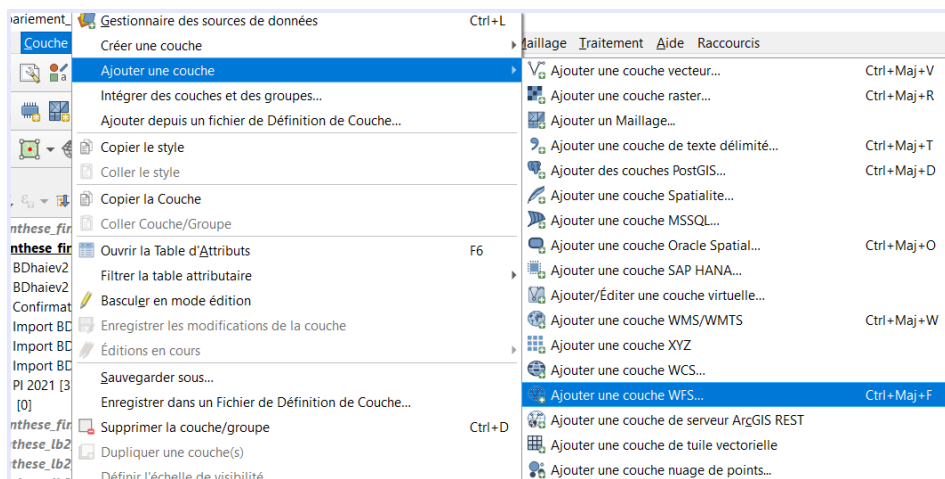 pariement_
Couche
Gestionnaire des sources de données Ctrl+L
Créer une couche
Ajouter une couche
Intégrer des couches et des groupes...
Ajouter depuis un fichier de Définition de Couche...
Copier le style
Coller le style
Copier la Couche
Coller Couche/Groupe
Ouvrir la Table d'Attributs F6
Filtrer la table attributaire
Basculer en mode édition
Enregistrer les modifications de la couche
Éditions en cours
Sauvegarder sous...
Enregistrer dans un Fichier de Définition de Couche...
Supprimer la couche/groupe Ctrl+D
Dupliquer une couche(s)
Définir l'échelle de visibilité
Maillage Traitement Aide Raccourcis
Ajouter une couche vecteur... Ctrl+Maj+V
Ajouter une couche raster... Ctrl+Maj+R
Ajouter un Maillage...
Ajouter une couche de texte délimité... Ctrl+Maj+T
Ajouter des couches PostGIS... Ctrl+Maj+D
Ajouter une couche Spatialite...
Ajouter une couche MSSQL...
Ajouter une couche Oracle Spatial... Ctrl+Maj+O
Ajouter une couche SAP HANA...
Ajouter/Éditer une couche virtuelle...
Ajouter une couche WMS/WMTS Ctrl+Maj+W
Ajouter une couche XYZ
Ajouter une couche WCS...
Ajouter une couche WFS... Ctrl+Maj+F
Ajouter une couche de serveur ArcGIS REST
Ajouter une couche de tuile vectorielle
Ajouter une couche nuage de points...
nthese_fin
nthese_fin
BDhaiev2
BDhaiev2
Confirmat
Import BD
Import BD
Import BD
PI 2021 [3
[0]
nthese_fin
these_lb2
these_lb2